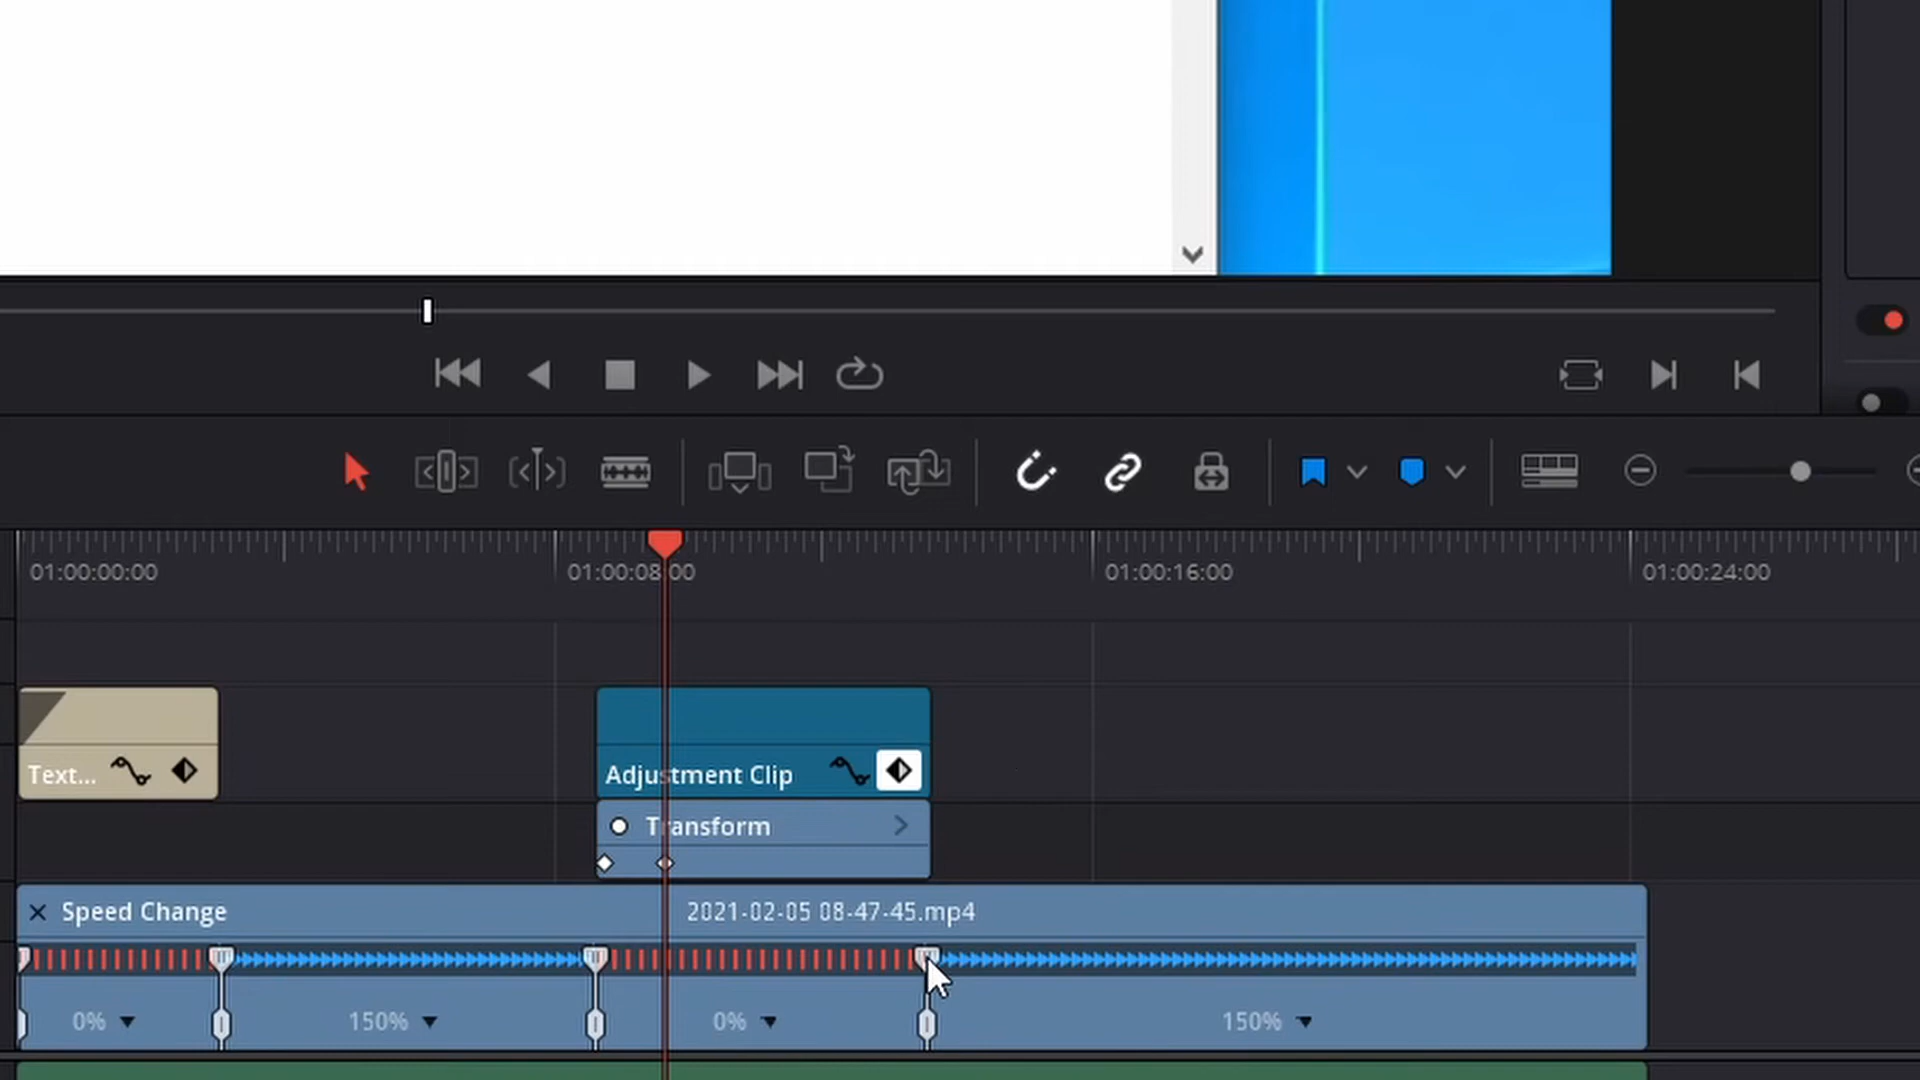 01:00:00:00 01:00:08:00 01:00:16:00 01:00:24:00
Text... Adjustment Clip
Transform
Speed Change 2021-02-05 08-47-45.mp4
0% 150% 0% 150%